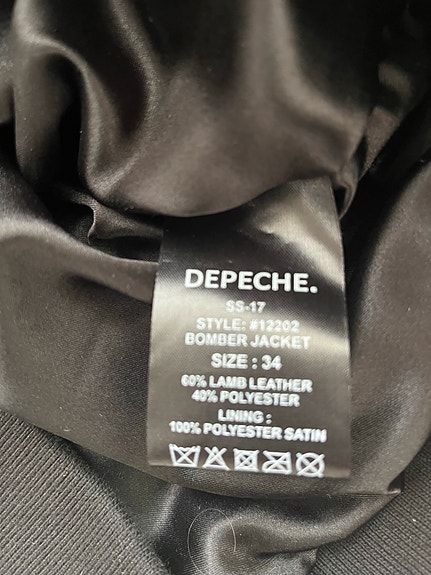 DEPECHE.
SS-17
STYLE: #12202
BOMBER JACKET
SIZE : 34
60% LAMB LEATHER
40% POLYESTER
LINING :
100% POLYESTER SATIN